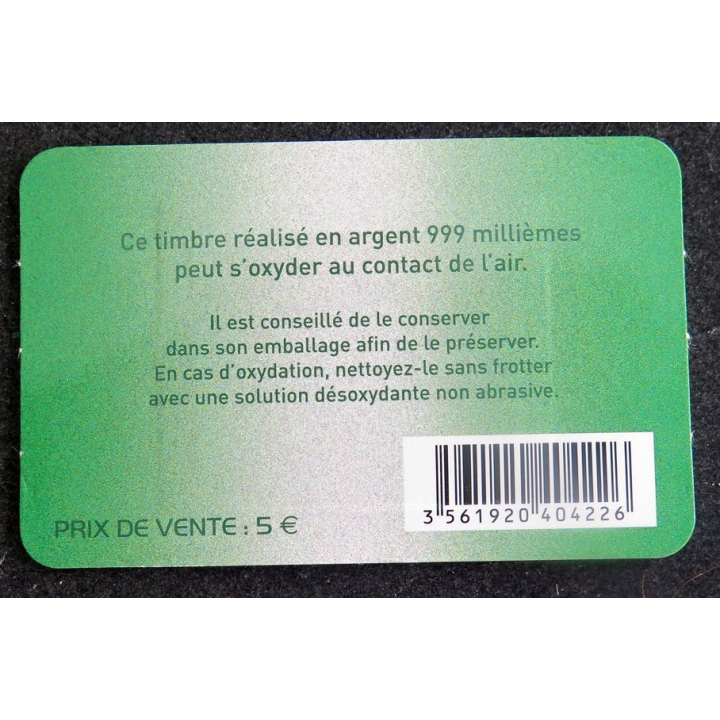 Ce timbre réalisé en argent 999 millièmes
peut s'oxyder au contact de l'air.
Il est conseillé de le conserver
dans son emballage afin de le préserver.
En cas d'oxydation, nettoyez-le sans frotter
avec une solution désoxydante non abrasive.
PRIX DE VENTE : 5 €
3 561920 404226